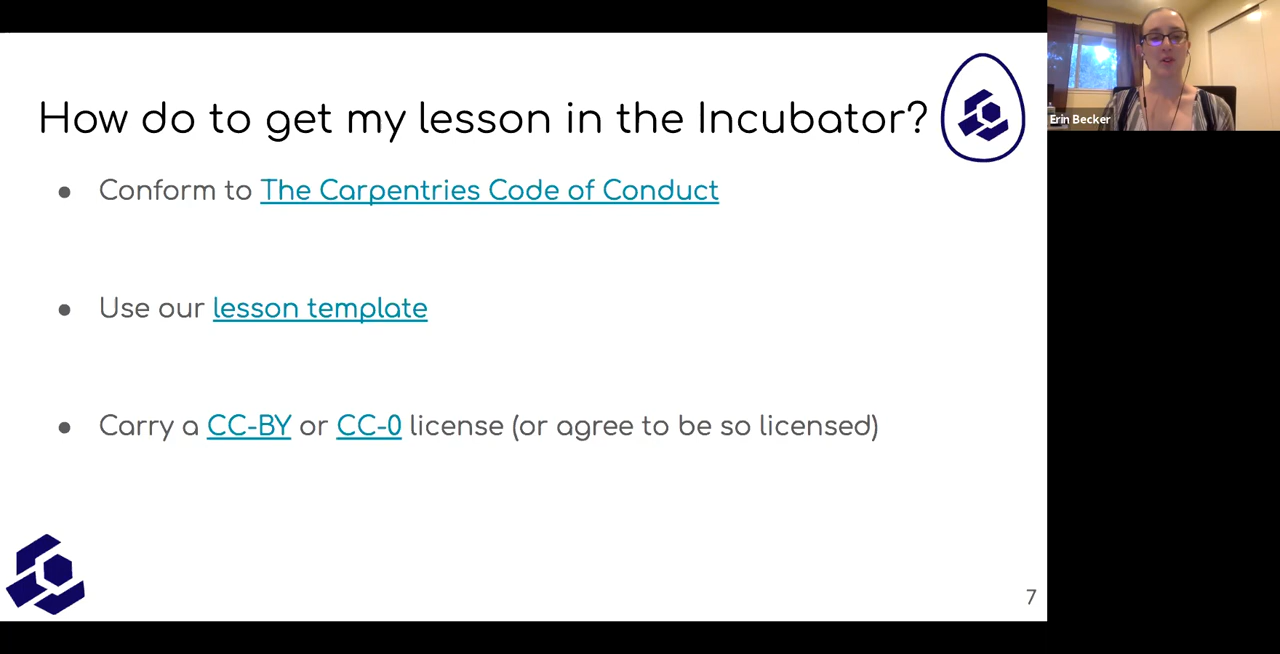 How do to get my lesson in the Incubator?
● Conform to The Carpentries Code of Conduct
● Use our lesson template
● Carry a CC-BY or CC-0 license (or agree to be so licensed)
7
Erin Becker